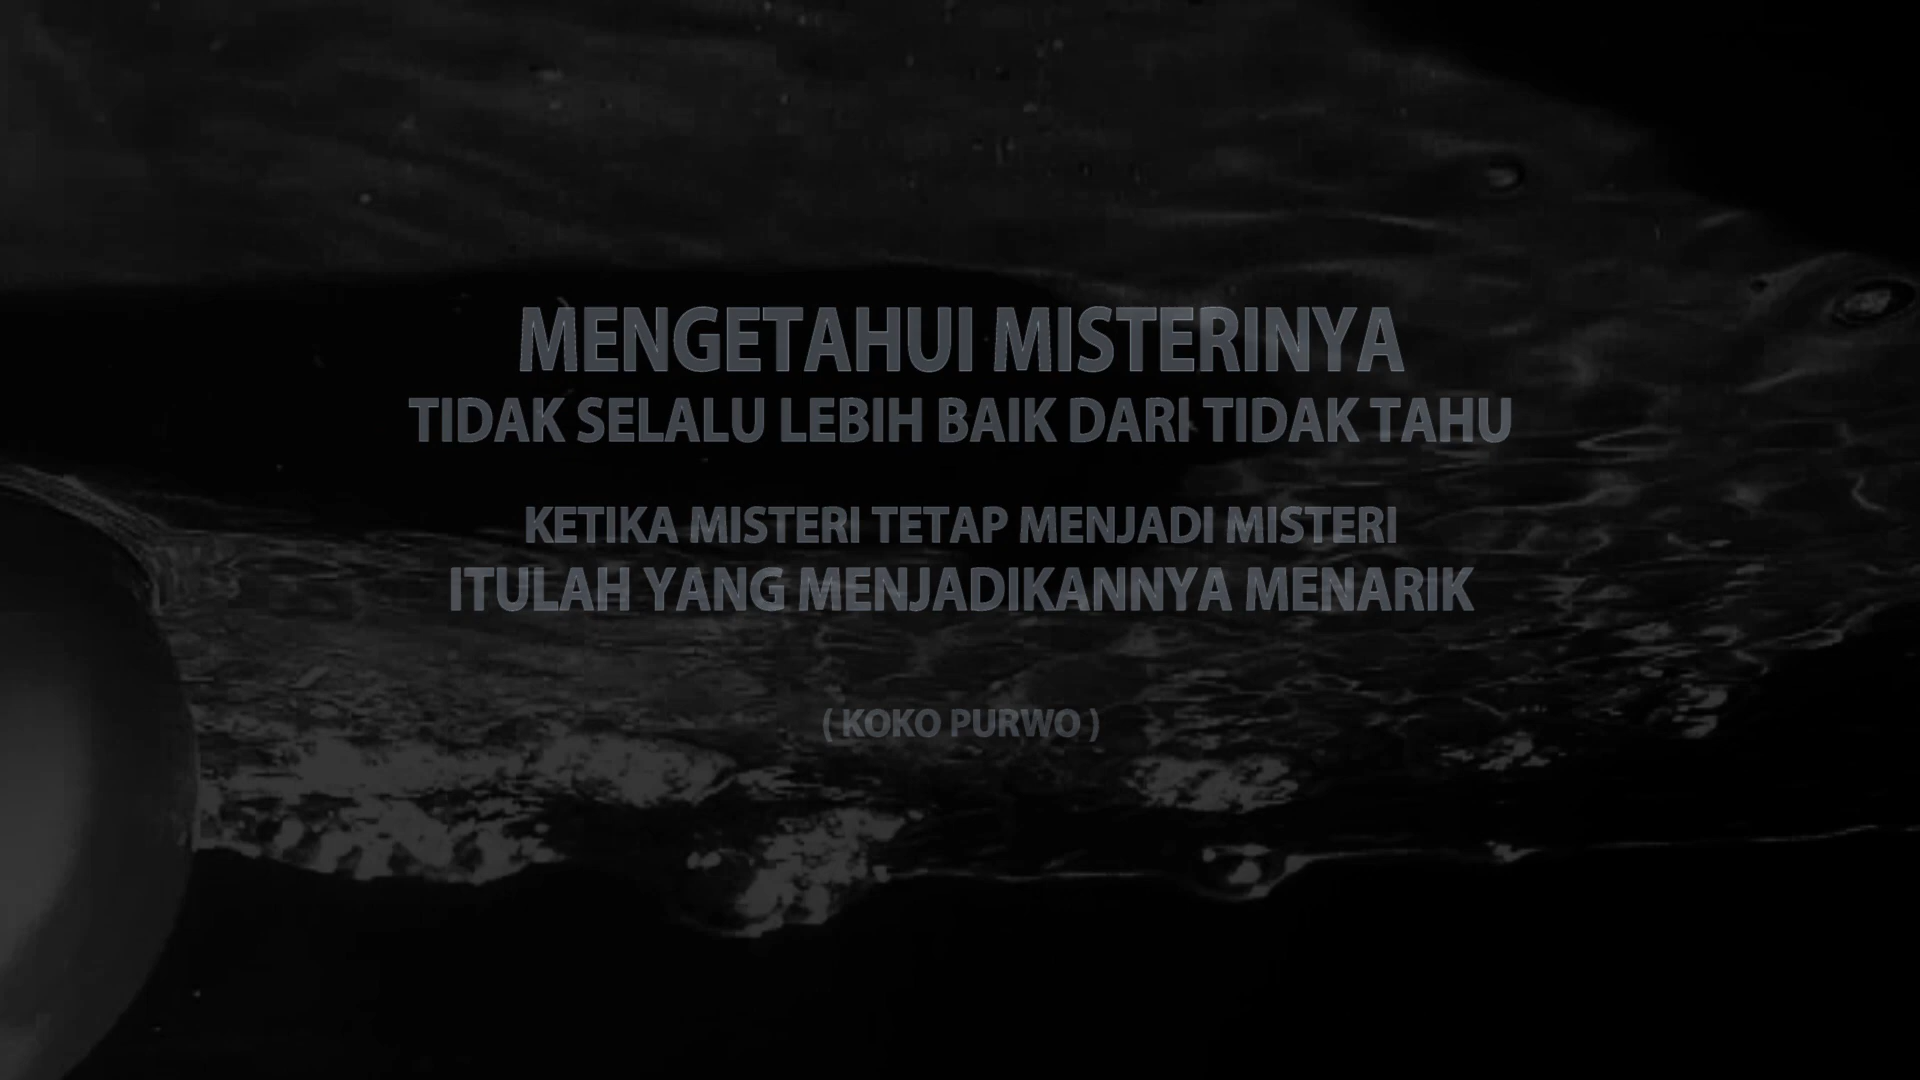 MENGETAHUI MISTERINYA
TIDAK SELALU LEBIH BAIK DARI TIDAK TAHU
KETIKA MISTERI TETAP MENJADI MISTERI
ITULAH YANG MENJADIKANNYA MENARIK
( KOKO PURWO )